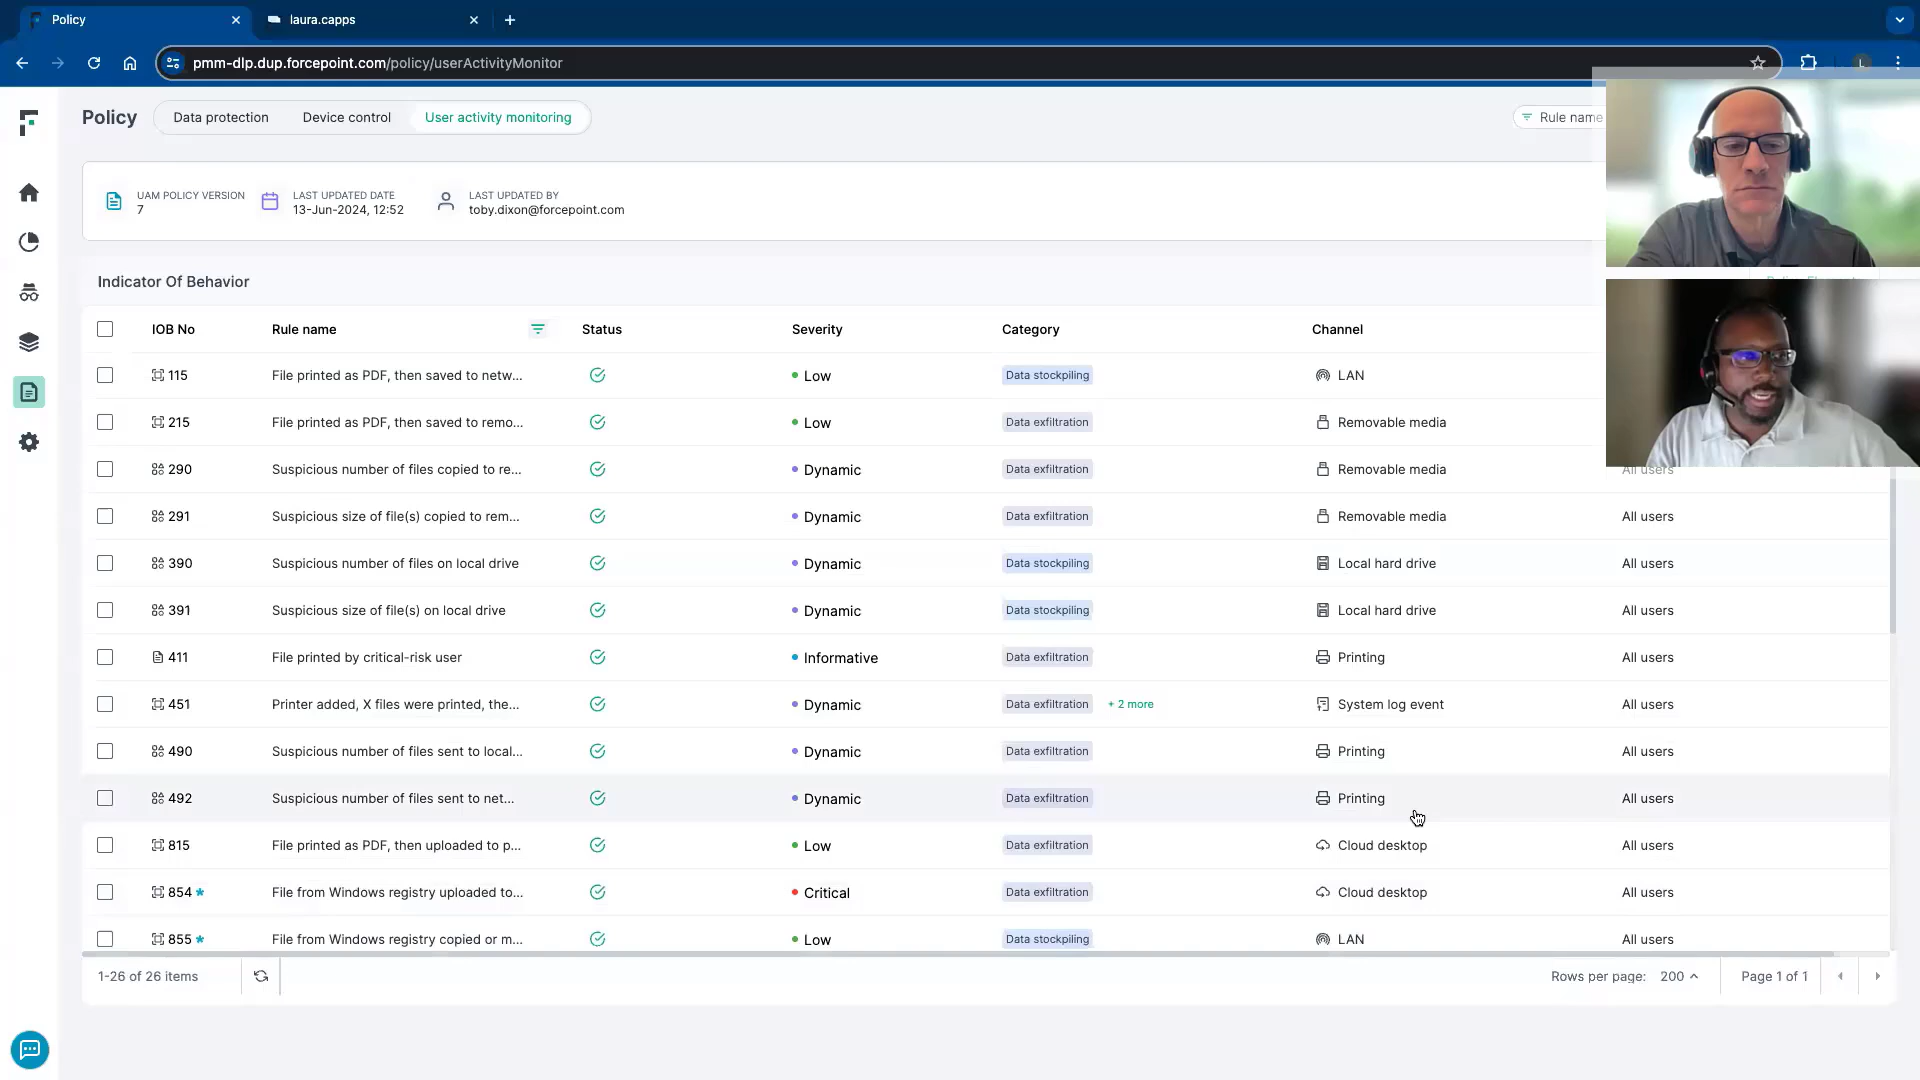 Policy
laura.capps
pmm-dlp.dup.forcepoint.com/policy/userActivityMonitor
L
Policy
Data protection
Device control
User activity monitoring
Rule name
UAM POLICY VERSION
7
LAST UPDATED DATE
13-Jun-2024, 12:52
LAST UPDATED BY
toby.dixon@forcepoint.com
Indicator Of Behavior
IOB No Rule name Status Severity Category Channel
115 File printed as PDF, then saved to netw... Low Data stockpiling LAN
215 File printed as PDF, then saved to remo... Low Data exfiltration Removable media
290 Suspicious number of files copied to re... Dynamic Data exfiltration Removable media All users
291 Suspicious size of file(s) copied to rem... Dynamic Data exfiltration Removable media All users
390 Suspicious number of files on local drive Dynamic Data stockpiling Local hard drive All users
391 Suspicious size of file(s) on local drive Dynamic Data stockpiling Local hard drive All users
411 File printed by critical-risk user Informative Data exfiltration Printing All users
451 Printer added, X files were printed, the... Dynamic Data exfiltration + 2 more System log event All users
490 Suspicious number of files sent to local... Dynamic Data exfiltration Printing All users
492 Suspicious number of files sent to net... Dynamic Data exfiltration Printing All users
815 File printed as PDF, then uploaded to p... Low Data exfiltration Cloud desktop All users
854 * File from Windows registry uploaded to... Critical Data exfiltration Cloud desktop All users
855 * File from Windows registry copied or m... Low Data stockpiling LAN All users
1-26 of 26 items
Rows per page: 200
Page 1 of 1